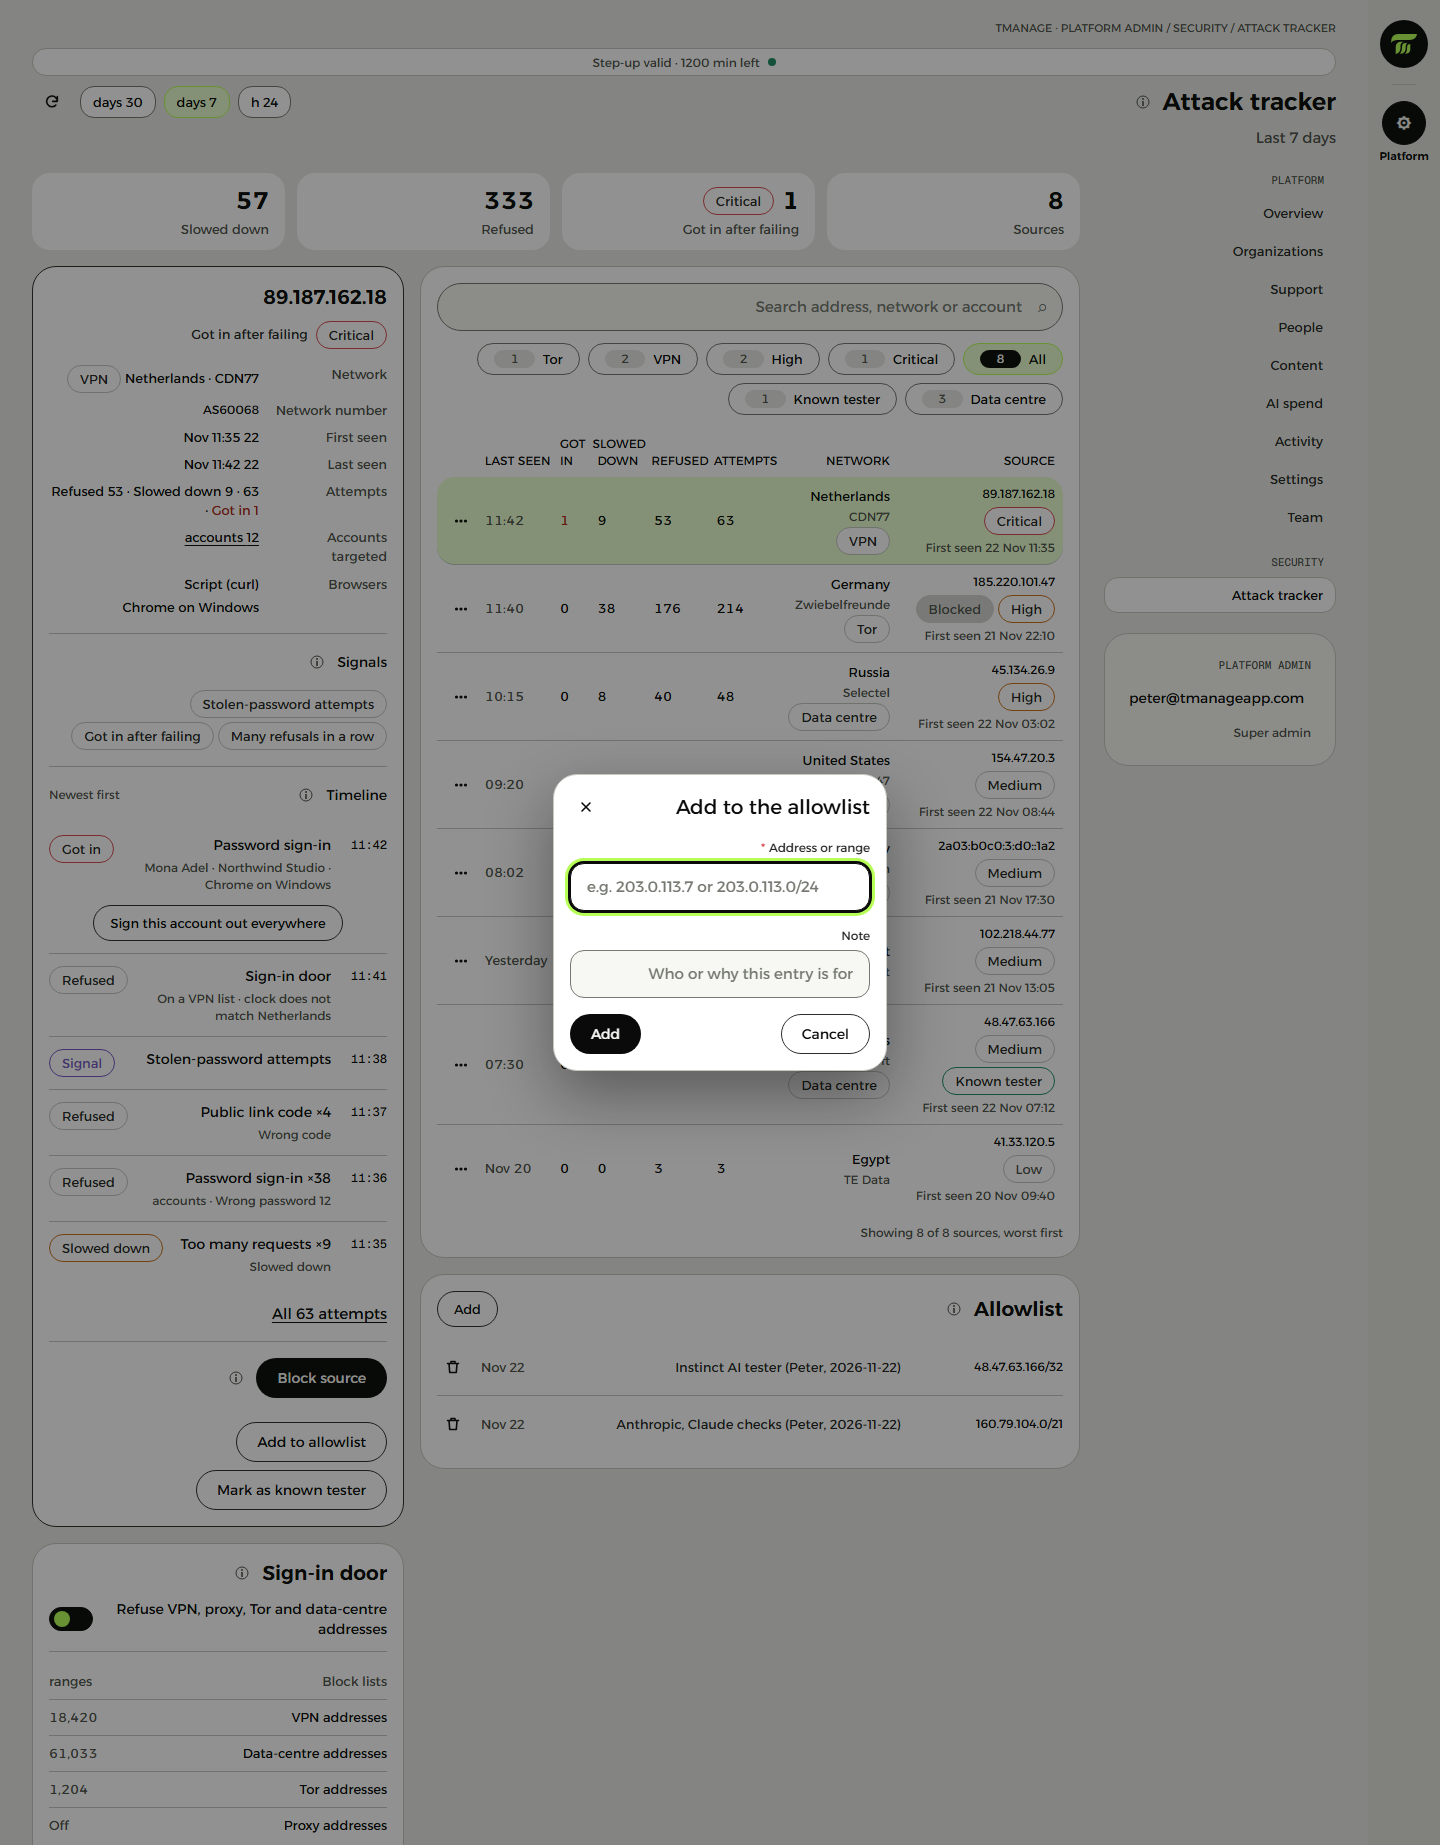 TMANAGE · PLATFORM ADMIN / SECURITY / ATTACK TRACKER
Step-up valid · 1200 min left
Attack tracker
days 30
days 7
h 24
Last 7 days
Platform
PLATFORM
Overview
Organizations
Support
People
Content
AI spend
Activity
Settings
Team
SECURITY
Attack tracker
PLATFORM ADMIN
peter@tmanageapp.com
Super admin
8
Sources
Critical 1
Got in after failing
333
Refused
57
Slowed down
Search address, network or account
1 Tor
2 VPN
2 High
1 Critical
8 All
1 Known tester
3 Data centre
LAST SEEN GOT IN SLOWED DOWN REFUSED ATTEMPTS NETWORK SOURCE
89.187.162.18
Critical
First seen 22 Nov 11:35
Netherlands
CDN77
VPN
11:42 1 9 53 63
185.220.101.47
Blocked High
First seen 21 Nov 22:10
Germany
Zwiebelfreunde
Tor
11:40 0 38 176 214
45.134.26.9
High
First seen 22 Nov 03:02
Russia
Selectel
Data centre
10:15 0 8 40 48
154.47.20.3
Medium
First seen 22 Nov 08:44
United States
09:20
2a03:b0c0:3:d0::1a2
Medium
First seen 21 Nov 17:30
08:02
102.218.44.77
Medium
First seen 21 Nov 13:05
Yesterday
48.47.63.166
Medium
Known tester
First seen 22 Nov 07:12
Data centre
07:30
41.33.120.5
Low
First seen 20 Nov 09:40
Egypt
TE Data
Nov 20 0 0 3 3
Showing 8 of 8 sources, worst first
Add to the allowlist
* Address or range
e.g. 203.0.113.7 or 203.0.113.0/24
Note
Who or why this entry is for
Add
Cancel
Allowlist
Add
Nov 22 Instinct AI tester (Peter, 2026-11-22) 48.47.63.166/32
Nov 22 Anthropic, Claude checks (Peter, 2026-11-22) 160.79.104.0/21
89.187.162.18
Got in after failing Critical
VPN Netherlands · CDN77 Network
AS60068 Network number
Nov 11:35 22 First seen
Nov 11:42 22 Last seen
Refused 53 · Slowed down 9 · 63 Attempts
· Got in 1
accounts 12 Accounts targeted
Script (curl) Browsers
Chrome on Windows
Signals
Stolen-password attempts
Got in after failing
Many refusals in a row
Newest first Timeline
Got in Password sign-in 11:42
Mona Adel · Northwind Studio ·
Chrome on Windows
Sign this account out everywhere
Refused Sign-in door 11:41
On a VPN list · clock does not
match Netherlands
Signal Stolen-password attempts 11:38
Refused Public link code ×4 11:37
Wrong code
Refused Password sign-in ×38 11:36
accounts · Wrong password 12
Slowed down Too many requests ×9 11:35
Slowed down
All 63 attempts
Block source
Add to allowlist
Mark as known tester
Sign-in door
Refuse VPN, proxy, Tor and data-centre
addresses
ranges Block lists
18,420 VPN addresses
61,033 Data-centre addresses
1,204 Tor addresses
Off Proxy addresses